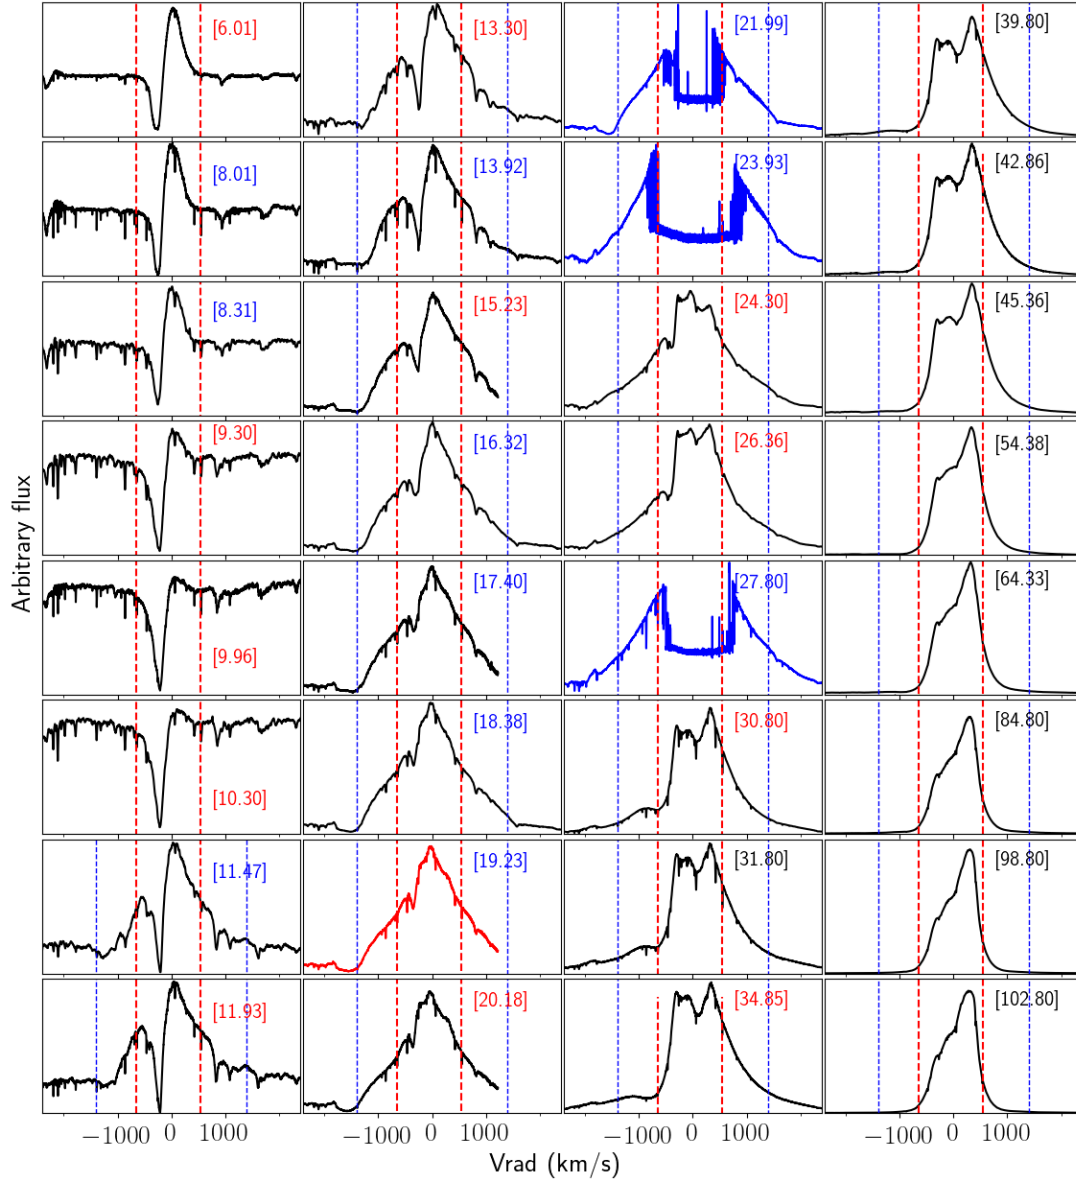 [6.01] [13.30] [21.99] [39.80]
[8.01] [13.92] [23.93] [42.86]
[8.31] [15.23] [24.30] [45.36]
[9.30] [16.32] [26.36] [54.38]
[9.96] [17.40] [27.80] [64.33]
[10.30] [18.38] [30.80] [84.80]
[11.47] [19.23] [31.80] [98.80]
[11.93] [20.18] [34.85] [102.80]
Arbitrary flux
−1000 0 1000 −1000 0 1000 −1000 0 1000 −1000 0 1000
Vrad (km/s)